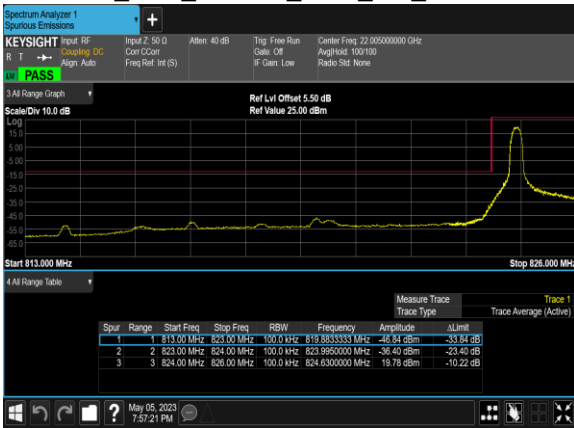 Spectrum Analyzer 1
Spurious Emissions
+
KEYSIGHT Input: RF Input Z: 50 Ω Atten: 40 dB Trig: Free Run Center Freq: 22.005000000 GHz
R T Coupling: DC Corr CCorr Gate: Off Avg|Hold: 100/100
Align: Auto Freq Ref: Int (S) IF Gain: Low Radio Std: None
PASS
3 All Range Graph
Ref Lvl Offset 5.50 dB
Scale/Div 10.0 dB Ref Value 25.00 dBm
Log
15.0
5.00
-5.00
-15.0
-25.0
-35.0
-45.0
-55.0
-65.0
Start 813.000 MHz Stop 826.000 MHz
4 All Range Table
Measure Trace Trace 1
Trace Type Trace Average (Active)
Spur Range Start Freq Stop Freq RBW Frequency Amplitude ΔLimit
1 1 813.00 MHz 823.00 MHz 100.0 kHz 819.8833333 MHz -46.84 dBm -33.84 dB
2 2 823.00 MHz 824.00 MHz 100.0 kHz 823.9950000 MHz -36.40 dBm -23.40 dB
3 3 824.00 MHz 826.00 MHz 100.0 kHz 824.6300000 MHz 19.78 dBm -10.22 dB
?
May 05, 2023
7:57:21 PM